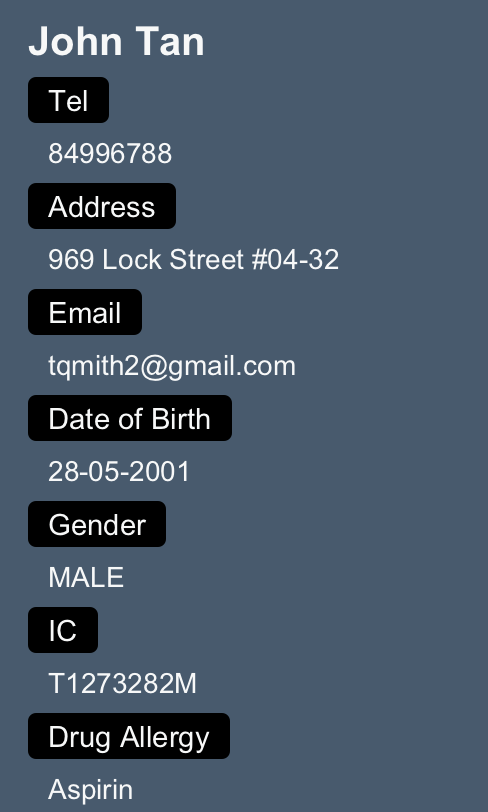 John Tan
Tel
84996788
Address
969 Lock Street #04-32
Email
tqmith2@gmail.com
Date of Birth
28-05-2001
Gender
MALE
IC
T1273282M
Drug Allergy
Aspirin